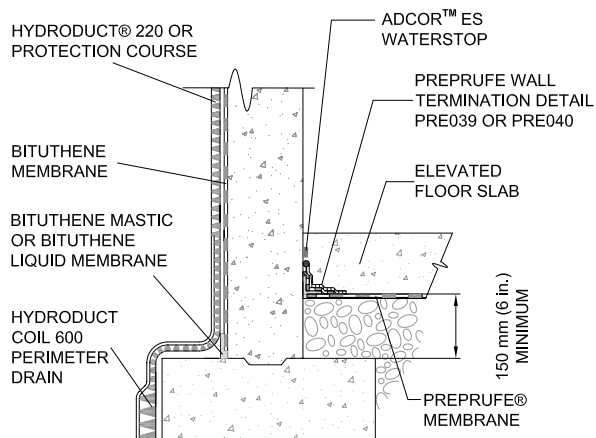 HYDRODUCT® 220 OR
PROTECTION COURSE
BITUTHENE
MEMBRANE
BITUTHENE MASTIC
OR BITUTHENE
LIQUID MEMBRANE
HYDRODUCT
COIL 600
PERIMETER
DRAIN
ADCOR™ ES
WATERSTOP
PREPRUFE WALL
TERMINATION DETAIL
PRE039 OR PRE040
ELEVATED
FLOOR SLAB
150 mm (6 in.)
MINIMUM
PREPRUFE®
MEMBRANE